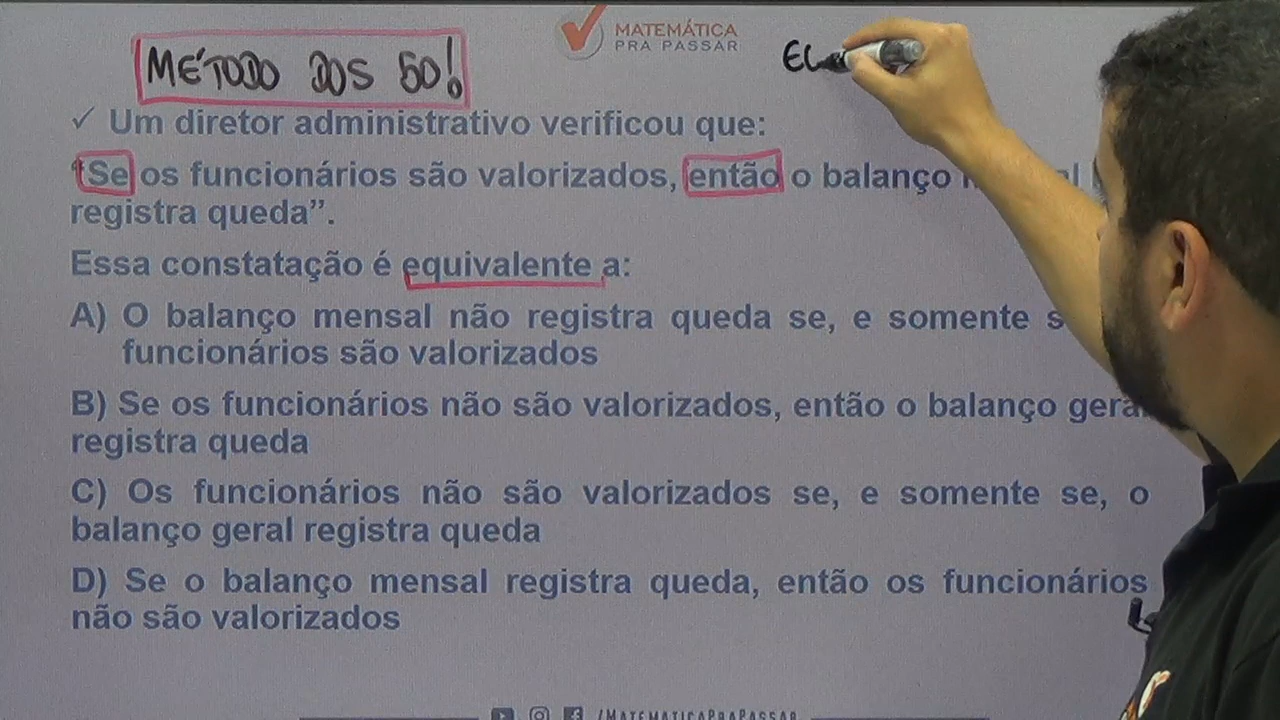 MATEMÁTICA
PRA PASSAR
MÉTODO DOS 50!
✓ Um diretor administrativo verificou que:
“Se os funcionários são valorizados, então o balanço
registra queda”.
Essa constatação é equivalente a:
A) O balanço mensal não registra queda se, e somente
funcionários são valorizados
B) Se os funcionários não são valorizados, então o balanço geral
registra queda
C) Os funcionários não são valorizados se, e somente se, o
balanço geral registra queda
D) Se o balanço mensal registra queda, então os funcionários
não são valorizados
/MATEMATICAPRAPASSAR